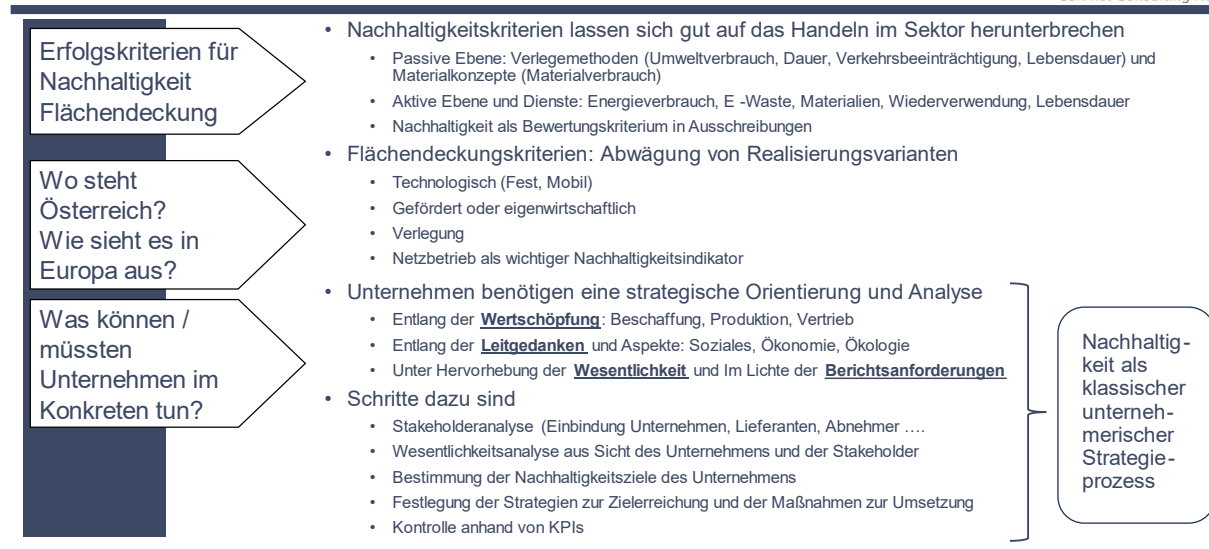 Erfolgskriterien für
Nachhaltigkeit
Flächendeckung
Wo steht
Österreich?
Wie sieht es in
Europa aus?
Was können /
müssten
Unternehmen im
Konkreten tun?
• Nachhaltigkeitskriterien lassen sich gut auf das Handeln im Sektor herunterbrechen
• Passive Ebene: Verlegemethoden (Umweltverbrauch, Dauer, Verkehrsbeeinträchtigung, Lebensdauer) und
Materialkonzepte (Materialverbrauch)
• Aktive Ebene und Dienste: Energieverbrauch, E -Waste, Materialien, Wiederverwendung, Lebensdauer
• Nachhaltigkeit als Bewertungskriterium in Ausschreibungen
• Flächendeckungskriterien: Abwägung von Realisierungsvarianten
• Technologisch (Fest, Mobil)
• Gefördert oder eigenwirtschaftlich
• Verlegung
• Netzbetrieb als wichtiger Nachhaltigkeitsindikator
• Unternehmen benötigen eine strategische Orientierung und Analyse
• Entlang der Wertschöpfung: Beschaffung, Produktion, Vertrieb
• Entlang der Leitgedanken und Aspekte: Soziales, Ökonomie, Ökologie
• Unter Hervorhebung der Wesentlichkeit und Im Lichte der Berichtsanforderungen
• Schritte dazu sind
• Stakeholderanalyse (Einbindung Unternehmen, Lieferanten, Abnehmer ….
• Wesentlichkeitsanalyse aus Sicht des Unternehmens und der Stakeholder
• Bestimmung der Nachhaltigkeitsziele des Unternehmens
• Festlegung der Strategien zur Zielerreichung und der Maßnahmen zur Umsetzung
• Kontrolle anhand von KPIs
Nachhaltig-
keit als
klassischer
unterneh-
merischer
Strategie-
prozess